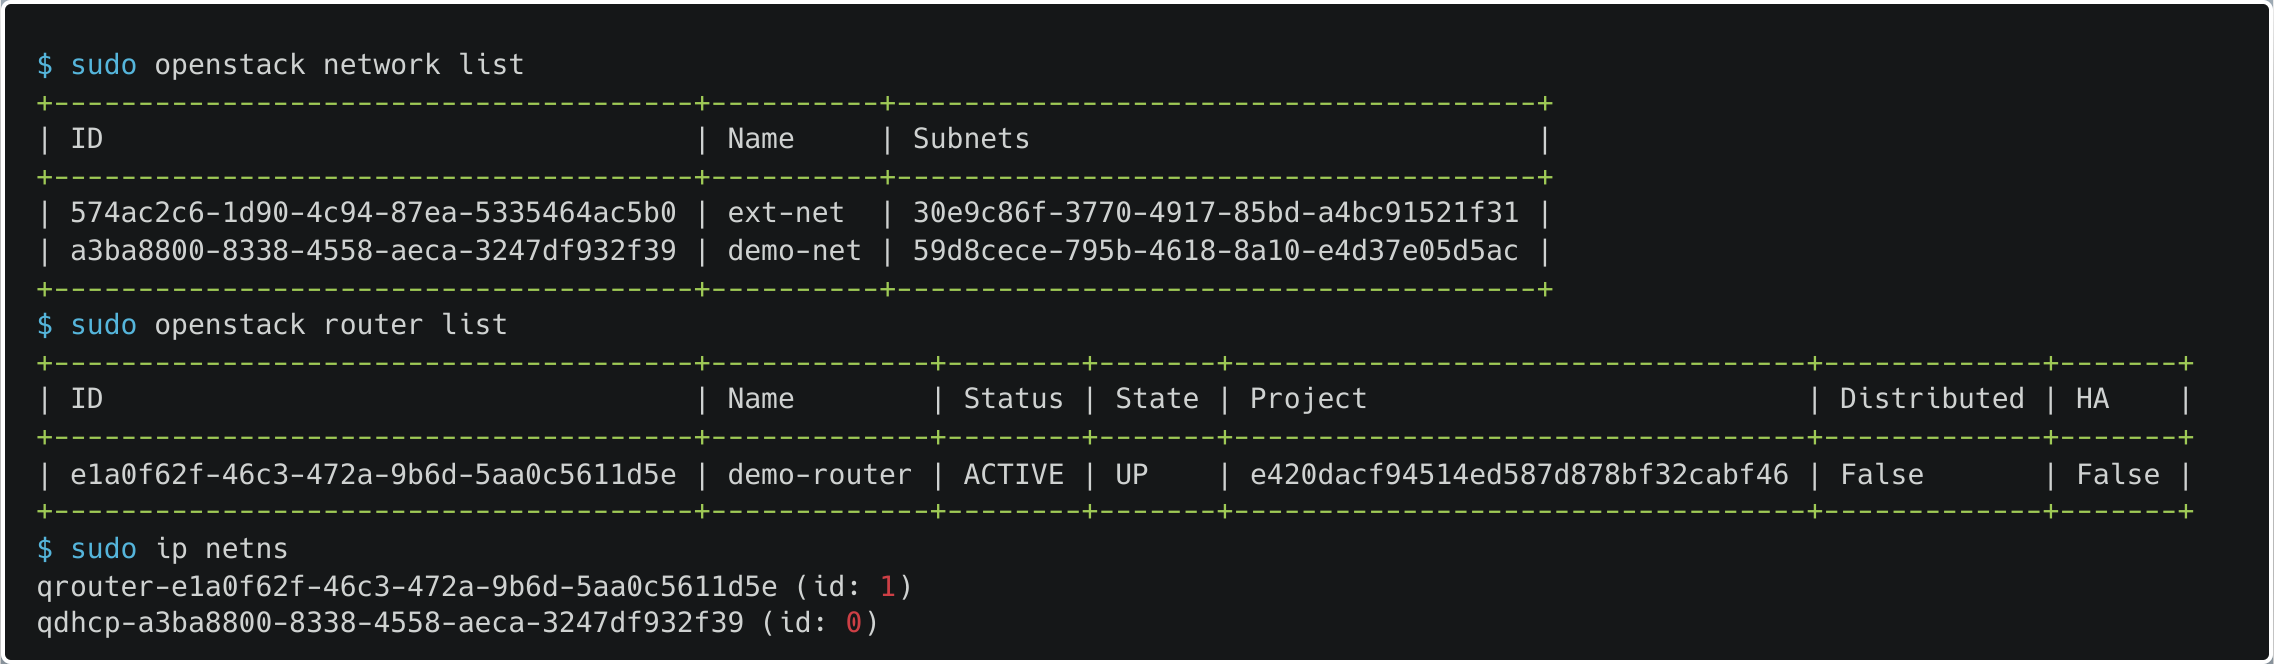 $ sudo openstack network list
+--------------------------------------+----------+--------------------------------------+
| ID                                   | Name     | Subnets                              |
+--------------------------------------+----------+--------------------------------------+
| 574ac2c6-1d90-4c94-87ea-5335464ac5b0 | ext-net  | 30e9c86f-3770-4917-85bd-a4bc91521f31 |
| a3ba8800-8338-4558-aeca-3247df932f39 | demo-net | 59d8cece-795b-4618-8a10-e4d37e05d5ac |
+--------------------------------------+----------+--------------------------------------+
$ sudo openstack router list
+--------------------------------------+-------------+--------+-------+----------------------------------+-------------+-------+
| ID                                   | Name        | Status | State | Project                          | Distributed | HA    |
+--------------------------------------+-------------+--------+-------+----------------------------------+-------------+-------+
| e1a0f62f-46c3-472a-9b6d-5aa0c5611d5e | demo-router | ACTIVE | UP    | e420dacf94514ed587d878bf32cabf46 | False       | False |
+--------------------------------------+-------------+--------+-------+----------------------------------+-------------+-------+
$ sudo ip netns
qrouter-e1a0f62f-46c3-472a-9b6d-5aa0c5611d5e (id: 1)
qdhcp-a3ba8800-8338-4558-aeca-3247df932f39 (id: 0)